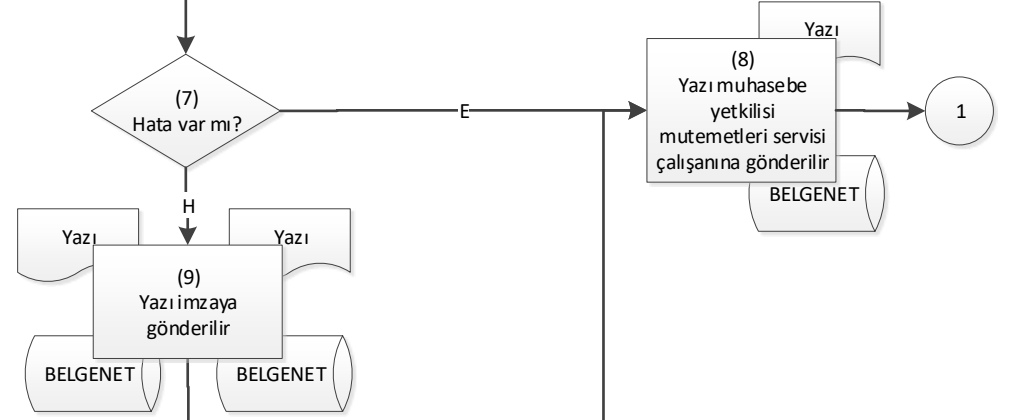 Yazı
(7)
Hata var mı?
E
(8)
Yazı muhasebe
yetkilisi
mutemetleri servisi
çalışanına gönderilir
1
BELGENET
H
Yazı
Yazı
(9)
Yazı imzaya
gönderilir
BELGENET
BELGENET